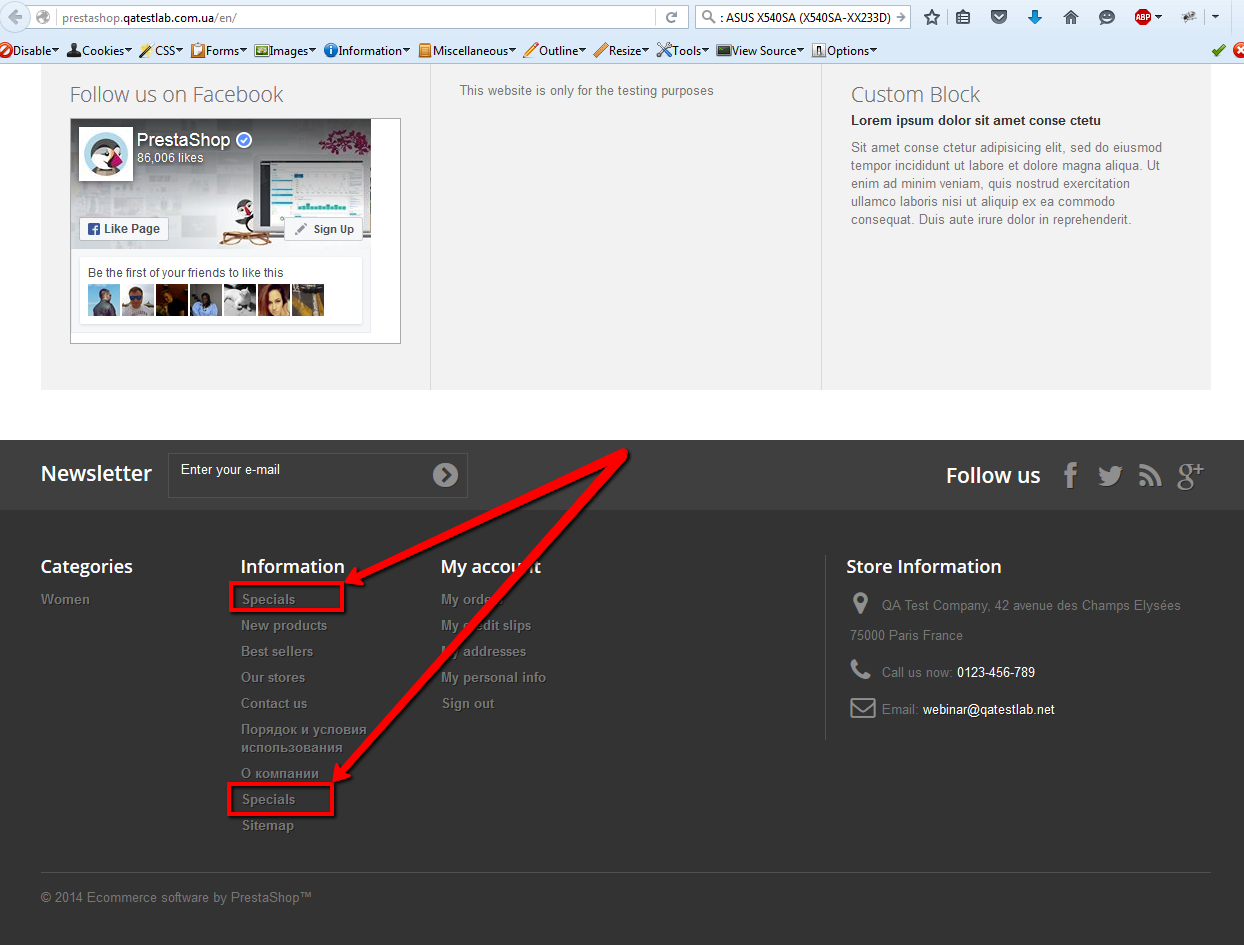 prestashop.qatestlab.com.ua/en/
: ASUS X540SA (X540SA-XX233D)
ABP
Disable Cookies CSS Forms Images Information Miscellaneous Outline Resize Tools View Source Options
Follow us on Facebook
PrestaShop
86,006 likes
Like Page
Sign Up
Be the first of your friends to like this
This website is only for the testing purposes
Custom Block
Lorem ipsum dolor sit amet conse ctetu
Sit amet conse ctetur adipisicing elit, sed do eiusmod
tempor incididunt ut labore et dolore magna aliqua. Ut
enim ad minim veniam, quis nostrud exercitation
ullamco laboris nisi ut aliquip ex ea commodo
consequat. Duis aute irure dolor in reprehenderit.
Newsletter
Enter your e-mail
Follow us
Categories
Women
Information
Specials
New products
Best sellers
Our stores
Contact us
Порядок и условия
использования
О компании
Specials
Sitemap
My account
My orders
My credit slips
My addresses
My personal info
Sign out
Store Information
QA Test Company, 42 avenue des Champs Elysées
75000 Paris France
Call us now: 0123-456-789
Email: webinar@qatestlab.net
© 2014 Ecommerce software by PrestaShop™